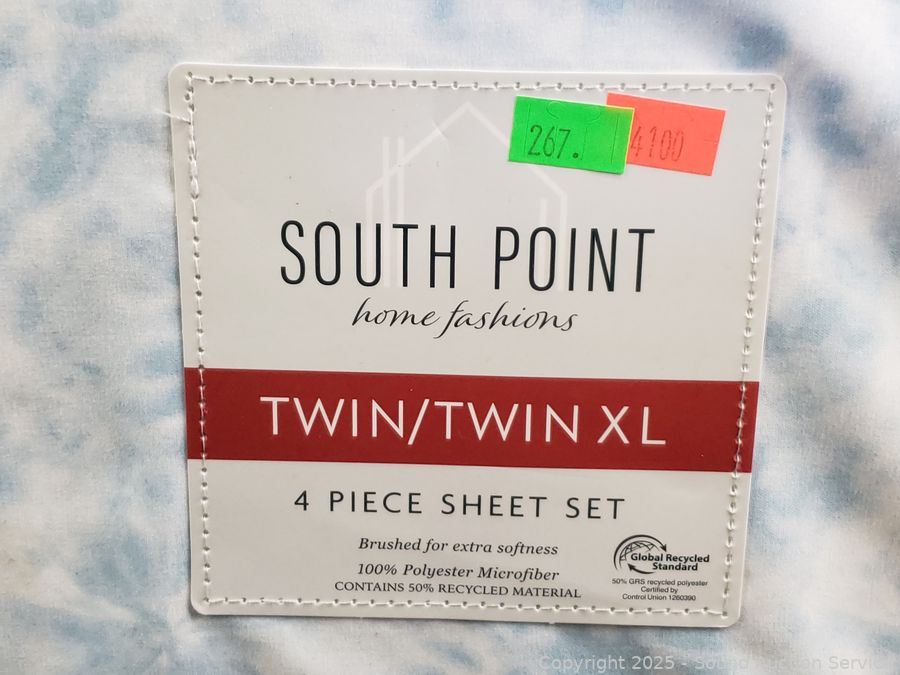 267.
4100
SOUTH POINT
home fashions
TWIN/TWIN XL
4 PIECE SHEET SET
Brushed for extra softness
100% Polyester Microfiber
CONTAINS 50% RECYCLED MATERIAL
Global Recycled
Standard
50% GRS recycled polyester
Certified by
Control Union 1260390
Copyright 2025 - Sound Auction Service